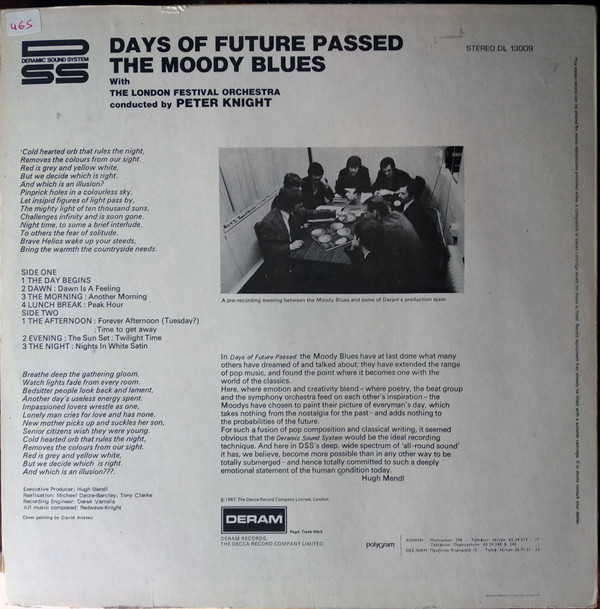 465
DERAMIC SOUND SYSTEM
DSS
DAYS OF FUTURE PASSED
THE MOODY BLUES
With
THE LONDON FESTIVAL ORCHESTRA
conducted by PETER KNIGHT
STEREO DL 13009
'Cold hearted orb that rules the night,
Removes the colours from our sight.
Red is grey and yellow white,
But we decide which is right.
And which is an illusion?
Pinprick holes in a colourless sky,
Let insipid figures of light pass by,
The mighty light of ten thousand suns,
Challenges infinity and is soon gone.
Night time, to some a brief interlude,
To others the fear of solitude.
Brave Helios wake up your steeds,
Bring the warmth the countryside needs.
SIDE ONE
1 THE DAY BEGINS
2 DAWN : Dawn Is A Feeling
3 THE MORNING : Another Morning
4 LUNCH BREAK : Peak Hour
SIDE TWO
1 THE AFTERNOON : Forever Afternoon (Tuesday?)
: Time to get away
2 EVENING : The Sun Set : Twilight Time
3 THE NIGHT : Nights In White Satin
Breathe deep the gathering gloom,
Watch lights fade from every room.
Bedsitter people look back and lament,
Another day's useless energy spent.
Impassioned lovers wrestle as one,
Lonely man cries for love and has none.
New mother picks up and suckles her son,
Senior citizens wish they were young.
Cold hearted orb that rules the night,
Removes the colours from our sight.
Red is grey and yellow white,
But we decide which is right.
And which is an illusion???.
Executive Producer: Hugh Mendl
Realisation: Michael Dacre-Barclay, Tony Clarke
Recording Engineer: Derek Varnals
All music composed: Redwave-Knight
Cover painting by David Anstey
A pre-recording meeting between the Moody Blues and some of Deram's production team.
In Days of Future Passed the Moody Blues have at last done what many
others have dreamed of and talked about: they have extended the
range of pop music, and found the point where it becomes one with the
world of the classics.
Here, where emotion and creativity blend – where poetry, the beat group
and the symphony orchestra feed on each other's inspiration – the
Moodys have chosen to paint their picture of everyman's day, which
takes nothing from the nostalgia for the past – and adds nothing to
the probabilities of the future.
For such a fusion of pop composition and classical writing, it seemed
obvious that the Deramic Sound System would be the ideal recording
technique. And here in DSS's deep, wide spectrum of 'all-round sound'
it has, we believe, become more possible than in any other way to be
totally submerged – and hence totally committed to such a deeply
emotional statement of the human condition today.
Hugh Mendl
© 1967, The Decca Record Company Limited, London.
DERAM
Regd. Trade Mark
DERAM RECORDS,
THE DECCA RECORD COMPANY LIMITED,
polygram